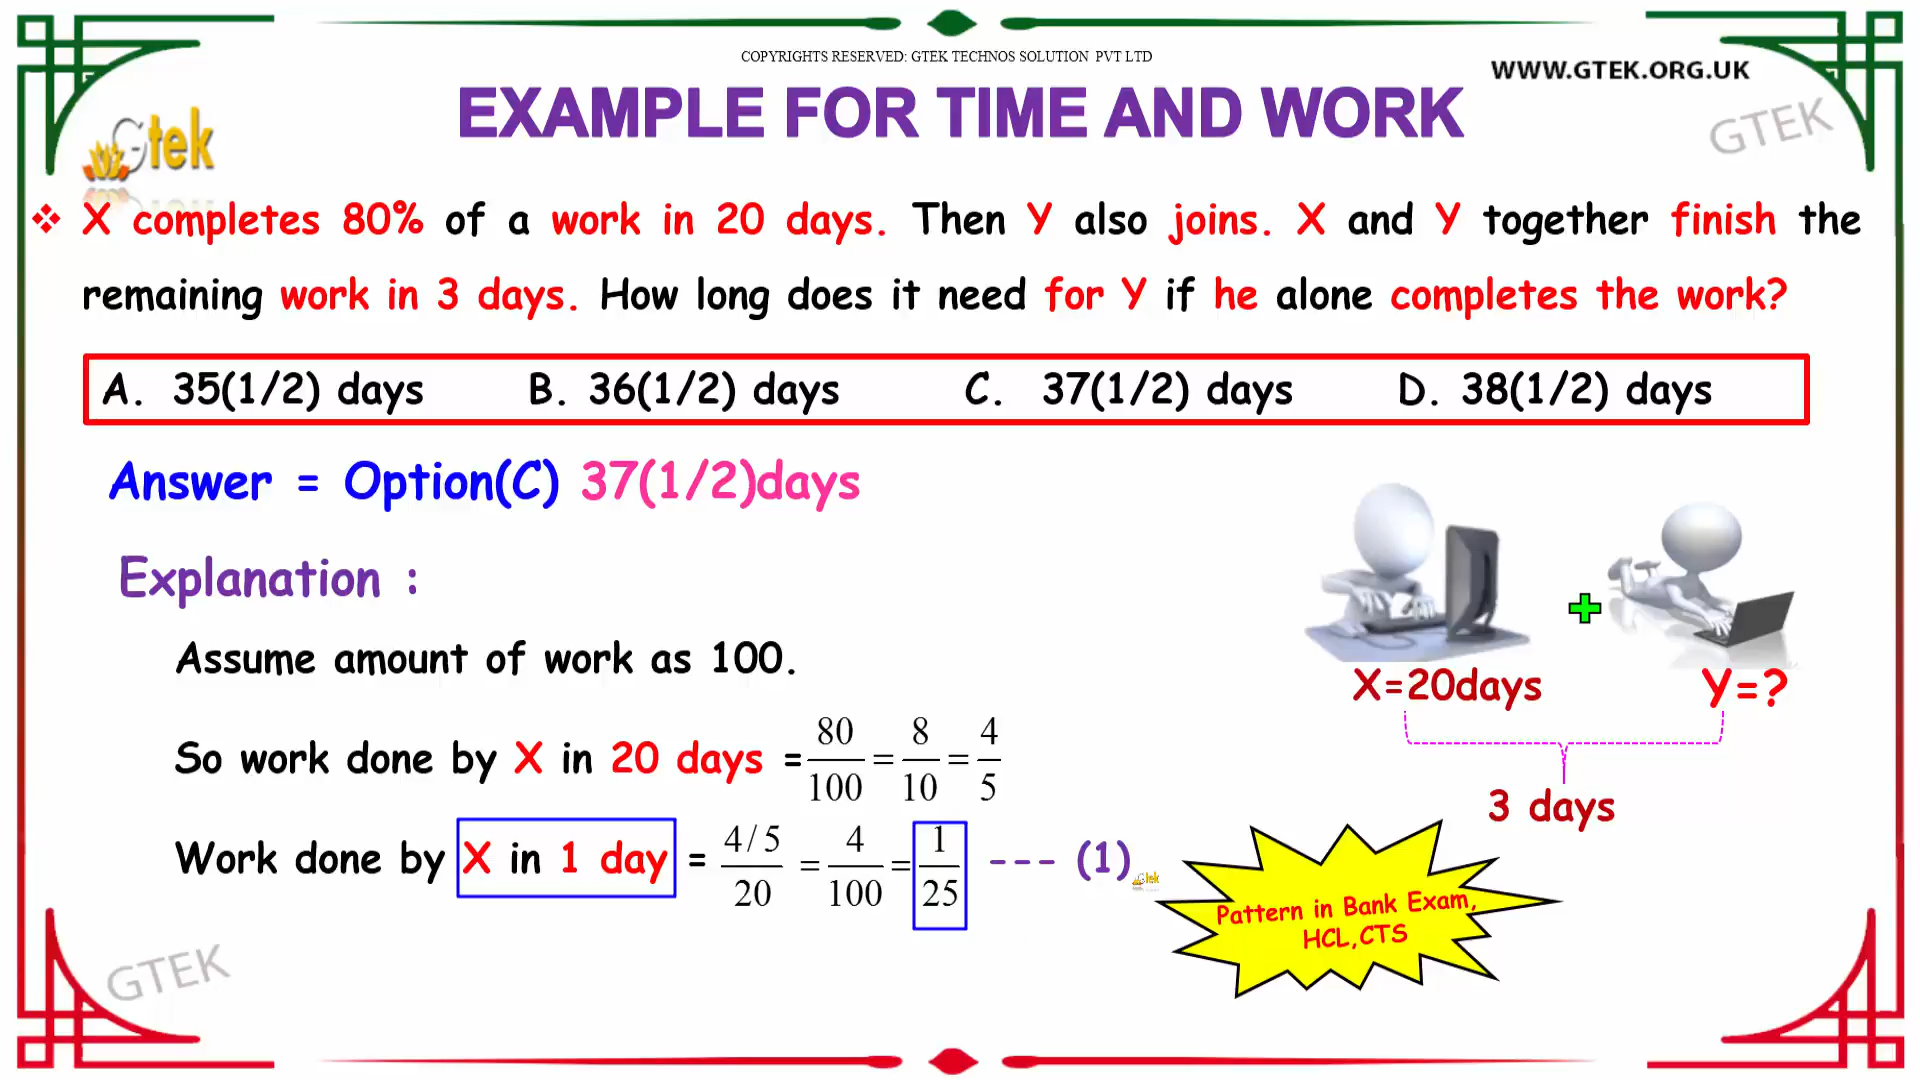 COPYRIGHTS RESERVED: GTEK TECHNOS SOLUTION PVT LTD
WWW.GTEK.ORG.UK
EXAMPLE FOR TIME AND WORK
GTEK
Gtek
❖ X completes 80% of a work in 20 days. Then Y also joins. X and Y together finish the
remaining work in 3 days. How long does it need for Y if he alone completes the work?
A. 35(1/2) days B. 36(1/2) days C. 37(1/2) days D. 38(1/2) days
Answer = Option(C) 37(1/2)days
Explanation :
Assume amount of work as 100.
X=20days + Y=?
3 days
So work done by X in 20 days = 80/100 = 8/10 = 4/5
Work done by X in 1 day = 4/5/20 = 4/100 = 1/25 --- (1)
Gtek
Pattern in Bank Exam,
HCL,CTS
GTEK